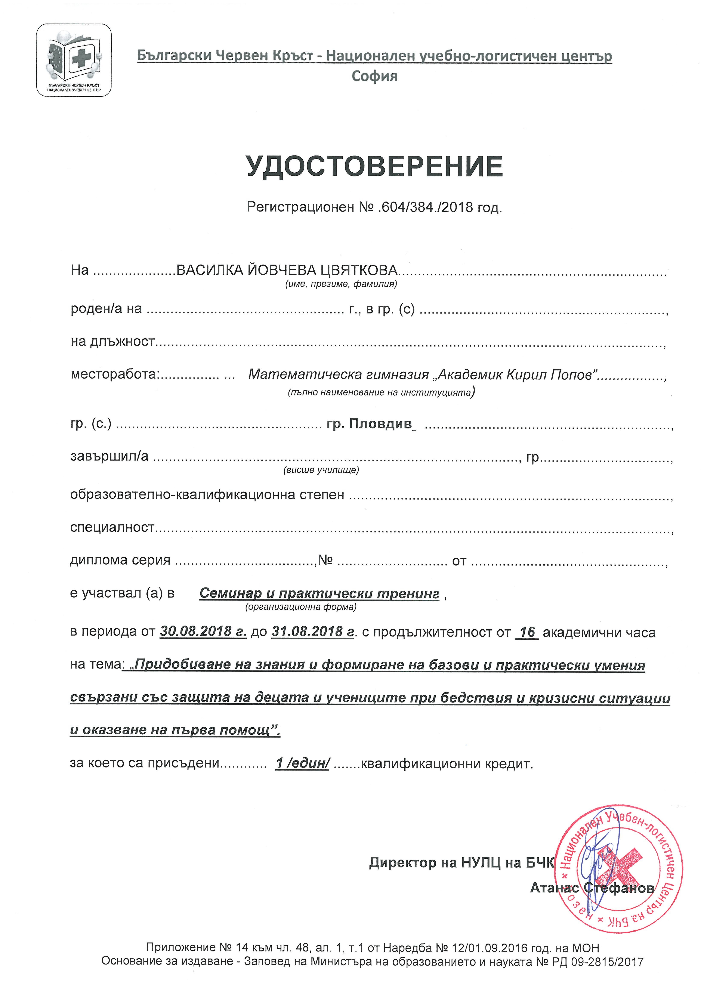 БЪЛГАРСКИ ЧЕРВЕН КРЪСТ
НАЦИОНАЛЕН УЧЕБЕН ЦЕНТЪР
Български Червен Кръст - Национален учебно-логистичен център
София
УДОСТОВЕРЕНИЕ
Регистрационен № .604/384./2018 год.
На .....................ВАСИЛКА ЙОВЧЕВА ЦВЯТКОВА....................................................................
(име, презиме, фамилия)
роден/а на .................................................. г., в гр. (с) ..............................................................,
на длъжност................................................................................................................................,
месторабота:............... ... Математическа гимназия „Академик Кирил Попов”.................,
(пълно наименование на институцията)
гр. (с.) .................................................... гр. Пловдив ..............................................................,
завършил/а ............................................................................................, гр.................................,
(висше училище)
образователно-квалификационна степен .................................................................................,
специалност..................................................................................................................................,
диплома серия ...................................,№ ............................ от .................................................,
е участвал (а) в Семинар и практически тренинг ,
(организационна форма)
в периода от 30.08.2018 г. до 31.08.2018 г. с продължителност от 16 академични часа
на тема: „Придобиване на знания и формиране на базови и практически умения
свързани със защита на децата и учениците при бедствия и кризисни ситуации
и оказване на първа помощ”.
за което са присъдени............ 1 /един/ .......квалификационни кредит.
Директор на НУЛЦ на БЧК
Атанас Стефанов
Национален Учебен-логистичен Център на БЧК × Лозен ×
Приложение № 14 към чл. 48, ал. 1, т.1 от Наредба № 12/01.09.2016 год. на МОН
Основание за издаване - Заповед на Министъра на образованието и науката № РД 09-2815/2017